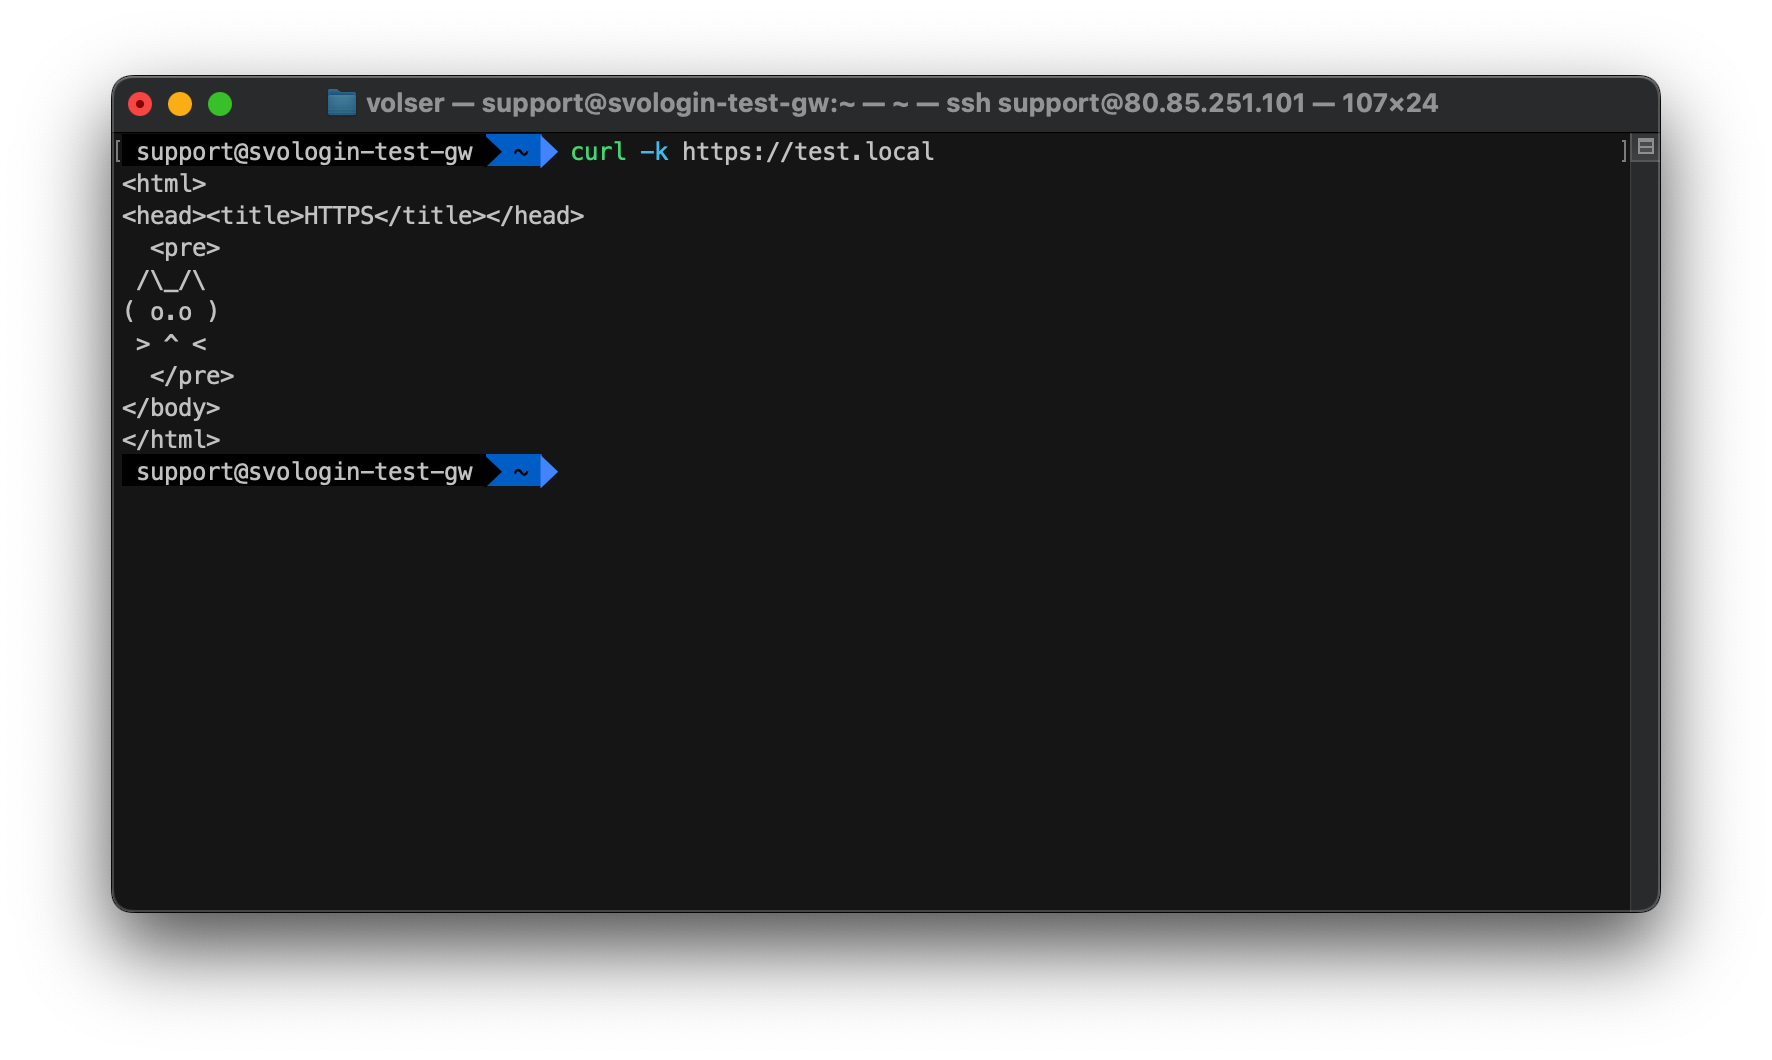 volser — support@svologin-test-gw:~ — ~ — ssh support@80.85.251.101 — 107×24
[ support@svologin-test-gw ~ curl -k https://test.local ]
<html>
<head><title>HTTPS</title></head>
  <pre>
 /\_/\
( o.o )
 > ^ <
  </pre>
</body>
</html>
support@svologin-test-gw ~